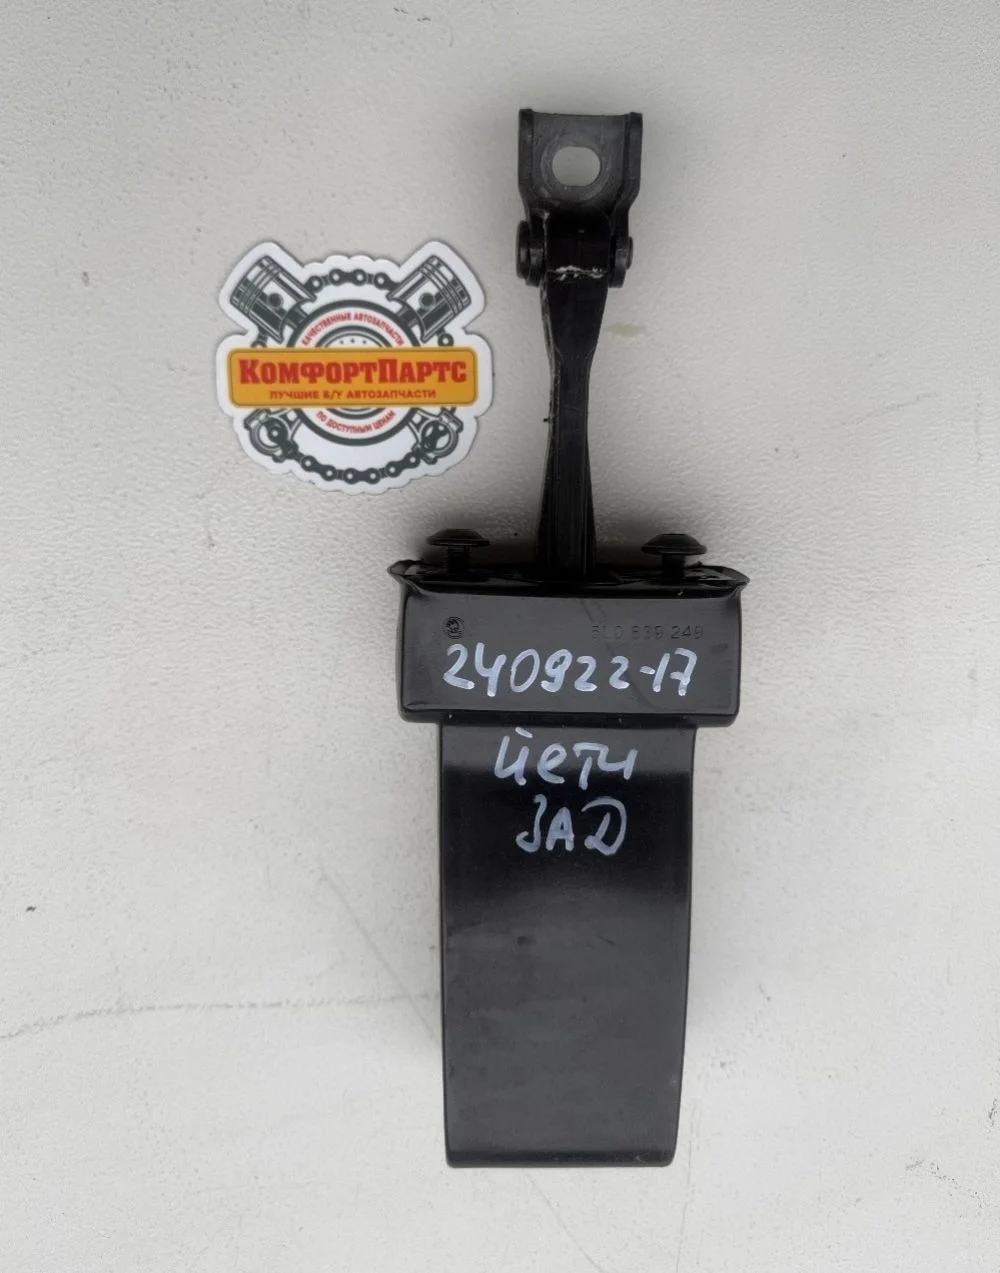 КАЧЕСТВЕННЫЕ АВТОЗАПЧАСТИ
КОМФОРТПАРТС
ЛУЧШИЕ Б/У АВТОЗАПЧАСТИ
ПО ДОСТУПНЫМ ЦЕНАМ
5L0 839 249
240922-17
йети
ЗАД